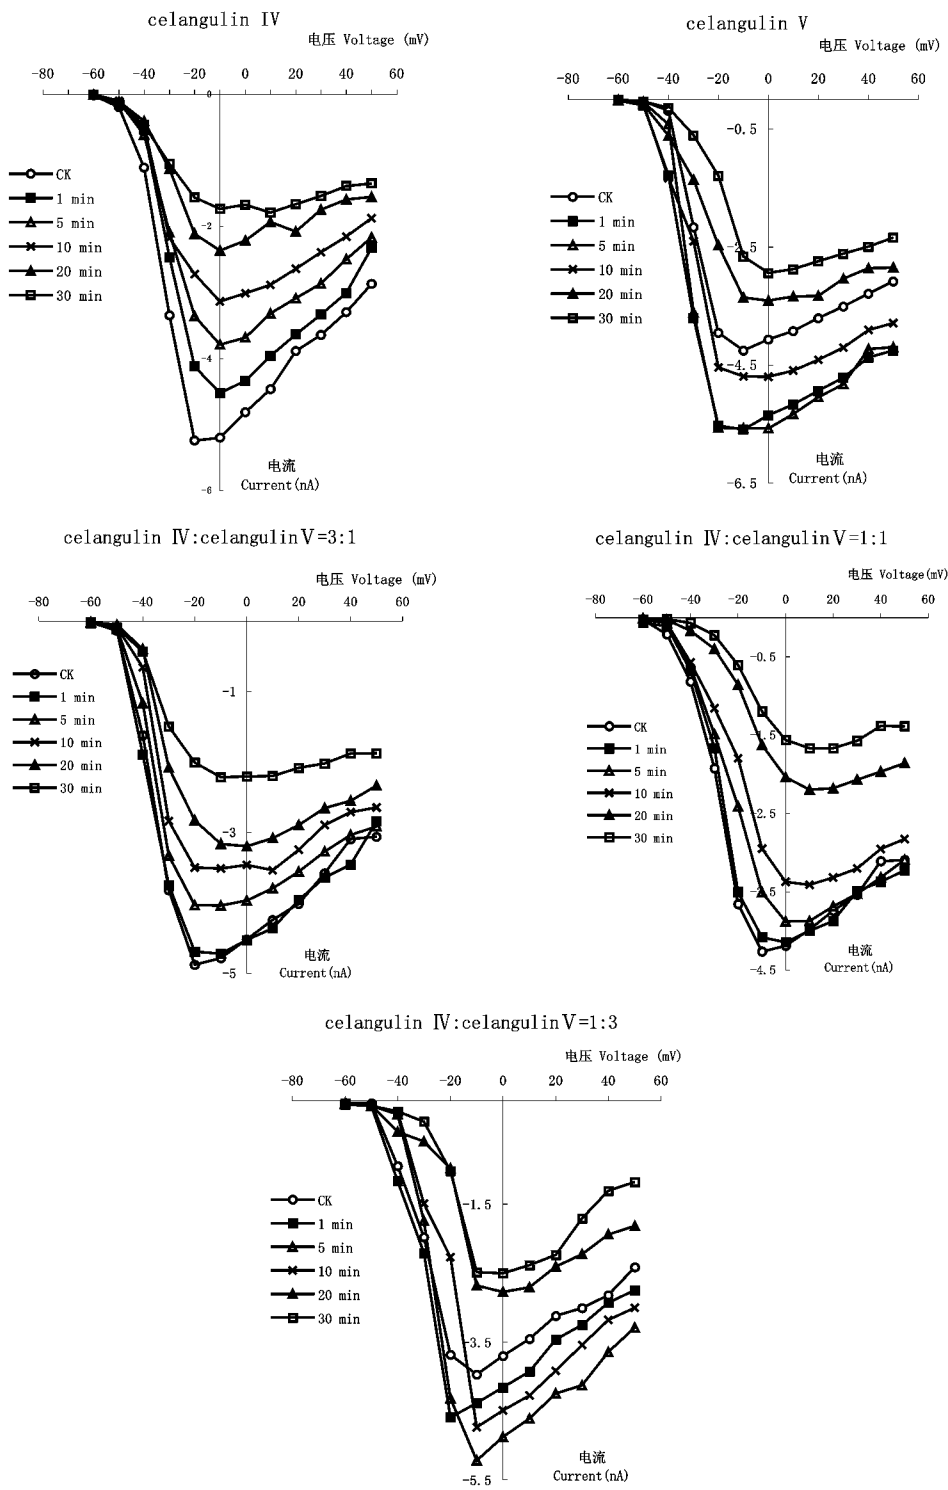 celangulin Ⅳ
电压 Voltage (mV)
-80 -60 -40 -20 0 20 40 60
0
-2
-4
-6
CK
1 min
5 min
10 min
20 min
30 min
电流
Current(nA)
celangulin Ⅴ
电压 Voltage (mV)
-80 -60 -40 -20 0 20 40 60
-0.5
-2.5
-4.5
-6.5
CK
1 min
5 min
10 min
20 min
30 min
电流
Current(nA)
celangulin Ⅳ:celangulinⅤ=3:1
电压 Voltage (mV)
-80 -60 -40 -20 0 20 40 60
-1
-3
-5
CK
1 min
5 min
10 min
20 min
30 min
电流
Current(nA)
celangulin Ⅳ:celangulinⅤ=1:1
电压 Voltage(mV)
-80 -60 -40 -20 0 20 40 60
-0.5
-1.5
-2.5
-3.5
-4.5
CK
1 min
5 min
10 min
20 min
30 min
电流
Current(nA)
celangulin Ⅳ:celangulinⅤ=1:3
电压 Voltage (mV)
-80 -60 -40 -20 0 20 40 60
-1.5
-3.5
-5.5
CK
1 min
5 min
10 min
20 min
30 min
电流
Current(nA)